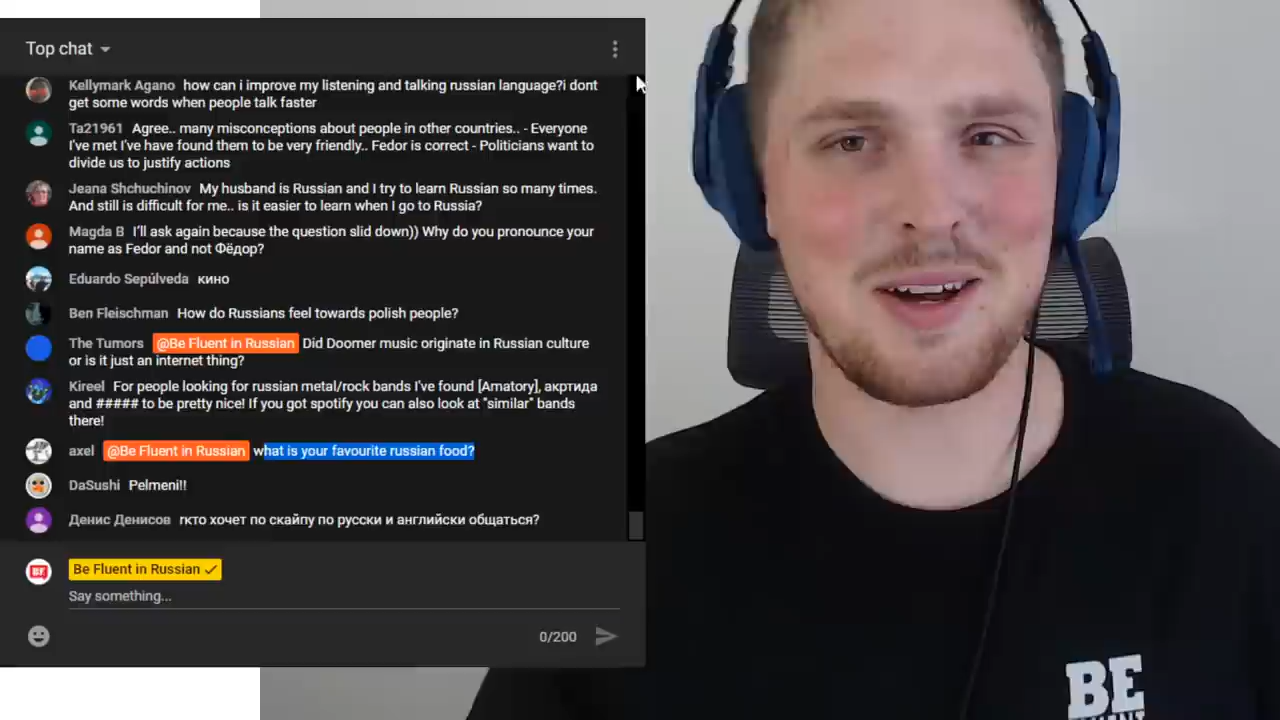 Top chat
Kellymark Agano how can i improve my listening and talking russian language?i dont
get some words when people talk faster
Ta21961 Agree.. many misconceptions about people in other countries.. - Everyone
I've met I've have found them to be very friendly.. Fedor is correct - Politicians want to
divide us to justify actions
Jeana Shchuchinov My husband is Russian and I try to learn Russian so many times.
And still is difficult for me.. is it easier to learn when I go to Russia?
Magda B I'll ask again because the question slid down)) Why do you pronounce your
name as Fedor and not Фёдор?
Eduardo Sepúlveda кино
Ben Fleischman How do Russians feel towards polish people?
The Tumors @Be Fluent in Russian Did Doomer music originate in Russian culture
or is it just an internet thing?
Kireel For people looking for russian metal/rock bands I've found [Amatory], акртида
and ##### to be pretty nice! If you got spotify you can also look at "similar" bands
there!
axel @Be Fluent in Russian what is your favourite russian food?
DaSushi Pelmeni!!
Денис Денисов гкто хочет по скайпу по русски и английски общаться?
BE
Be Fluent in Russian
Say something...
0/200
BE